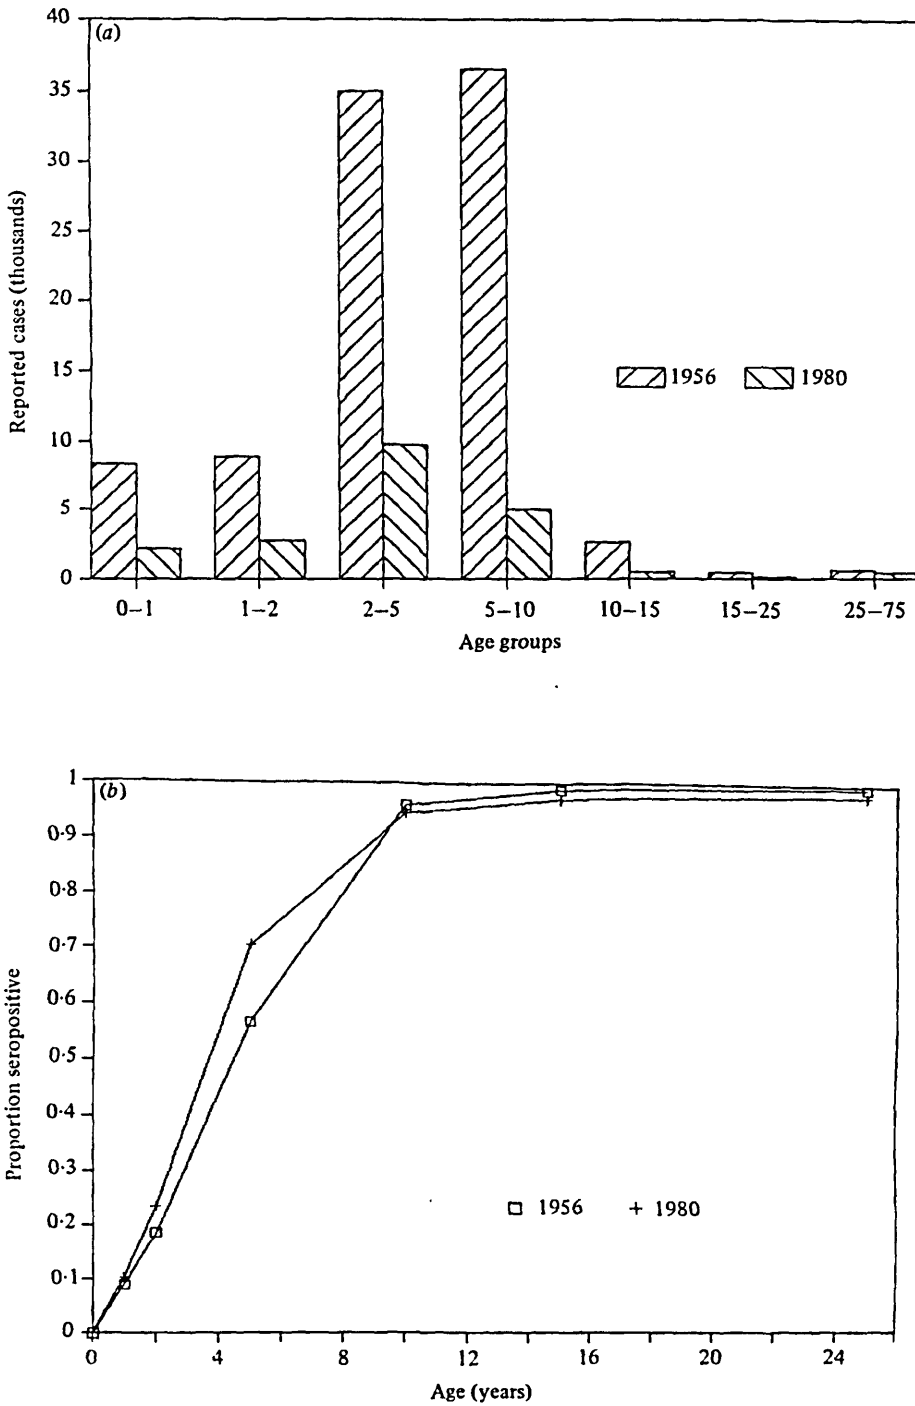 (a)
40
35
30
25
20
15
10
5
0
Reported cases (thousands)
1956 1980
0–1 1–2 2–5 5–10 10–15 15–25 25–75
Age groups
(b)
1
0·9
0·8
0·7
0·6
0·5
0·4
0·3
0·2
0·1
0
Proportion seropositive
1956 1980
0 4 8 12 16 20 24
Age (years)